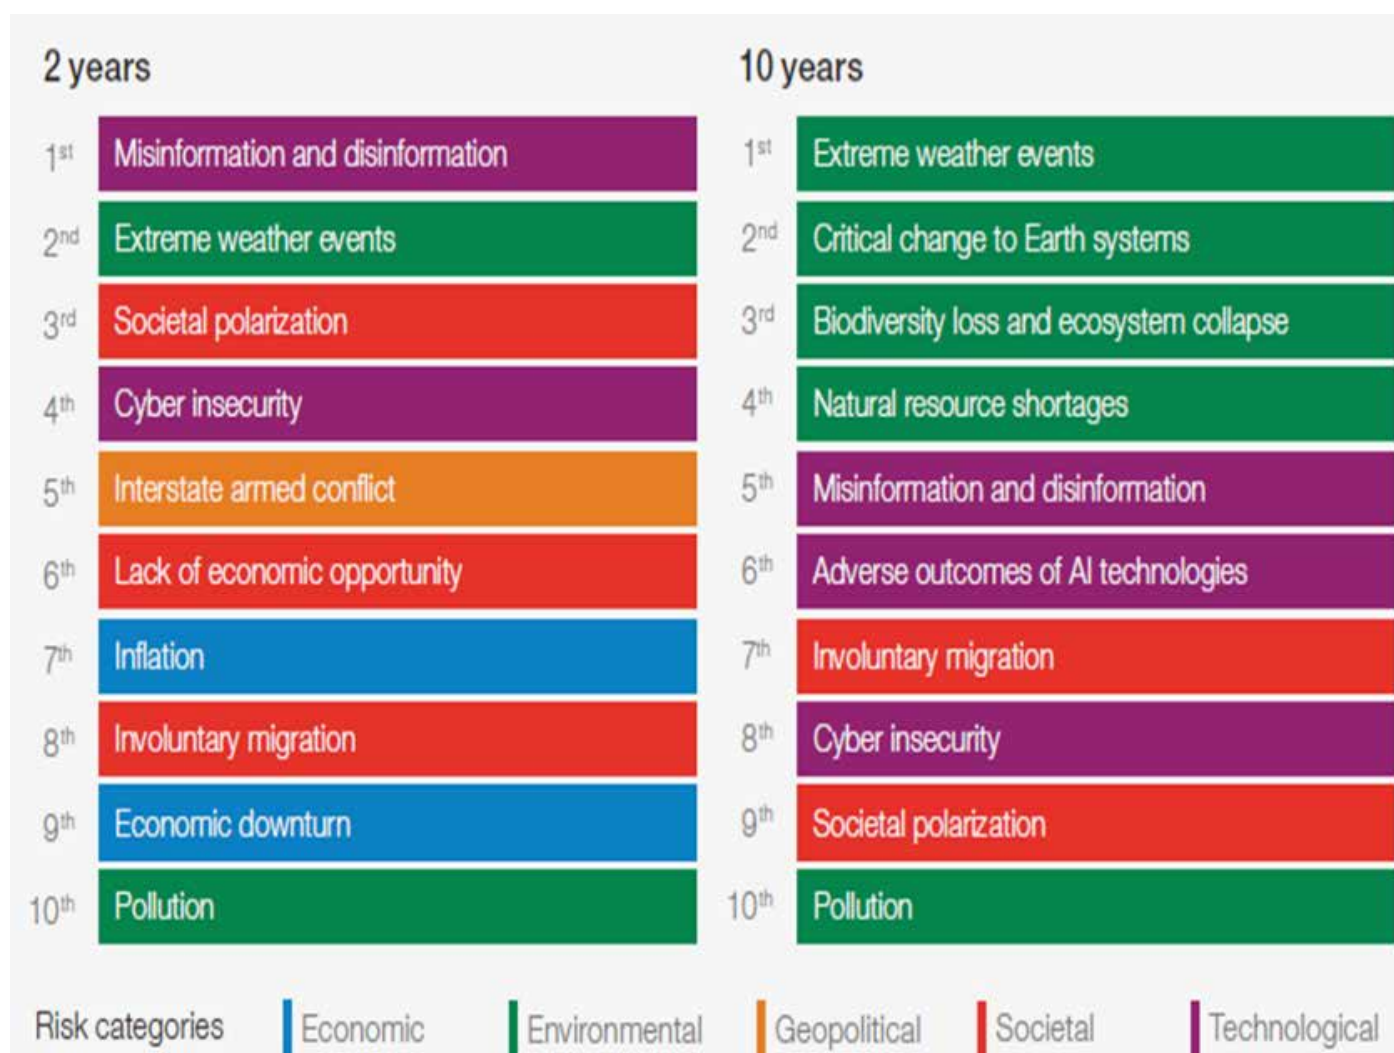 2 years
1st Misinformation and disinformation
2nd Extreme weather events
3rd Societal polarization
4th Cyber insecurity
5th Interstate armed conflict
6th Lack of economic opportunity
7th Inflation
8th Involuntary migration
9th Economic downturn
10th Pollution
10 years
1st Extreme weather events
2nd Critical change to Earth systems
3rd Biodiversity loss and ecosystem collapse
4th Natural resource shortages
5th Misinformation and disinformation
6th Adverse outcomes of AI technologies
7th Involuntary migration
8th Cyber insecurity
9th Societal polarization
10th Pollution
Risk categories Economic Environmental Geopolitical Societal Technological